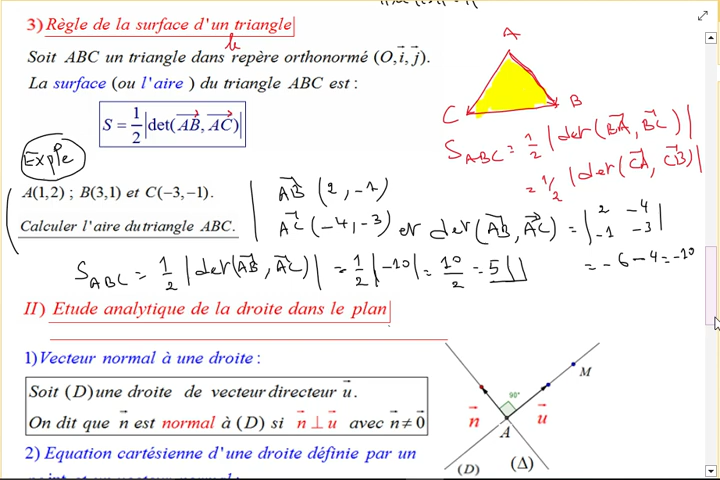 3) Règle de la surface d'un triangle
le
Soit ABC un triangle dans repère orthonormé (O,i⃗,j⃗).
La surface (ou l'aire ) du triangle ABC est :
S = 1/2 |det(AB⃗, AC⃗)|
A
C
B
S_ABC = 1/2 |det(BA⃗, BC⃗)|
= 1/2 |det(CA⃗, CB⃗)|
Exple
A(1,2) ; B(3,1) et C(−3,−1).
Calculer l'aire du triangle ABC.
AB⃗ (2, −1)
AC⃗ (−4, −3) et det(AB⃗, AC⃗) = |2 −4|
|−1 −3|
= −6 −4 = −10
S_ABC = 1/2 |det(AB⃗, AC⃗)| = 1/2 |−10| = 10/2 = 5
II) Etude analytique de la droite dans le plan
1) Vecteur normal à une droite :
Soit (D) une droite de vecteur directeur u⃗.
On dit que n⃗ est normal à (D) si n⃗ ⊥ u⃗ avec n⃗ ≠ 0⃗
90°
M
n⃗
u⃗
A
(D)
(Δ)
2) Equation cartésienne d'une droite définie par un